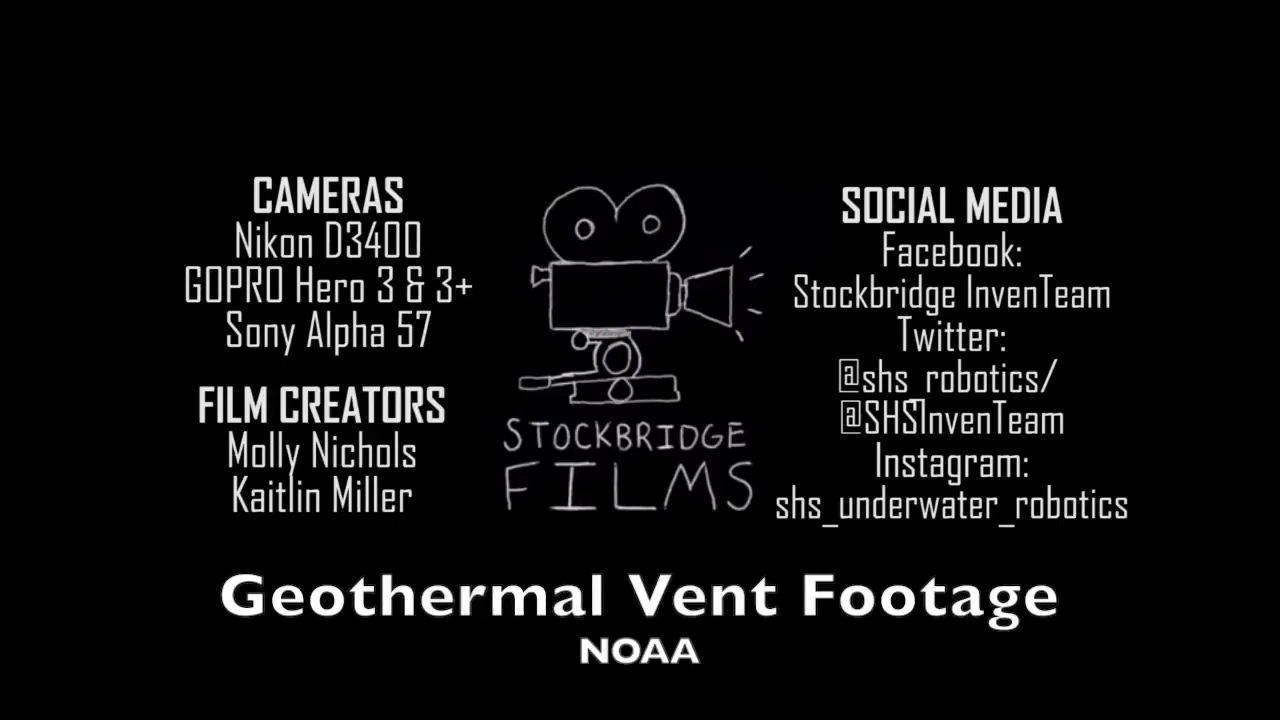 CAMERAS
Nikon D3400
GOPRO Hero 3 & 3+
Sony Alpha 57
FILM CREATORS
Molly Nichols
Kaitlin Miller
STOCKBRIDGE
FILMS
SOCIAL MEDIA
Facebook:
Stockbridge InvenTeam
Twitter:
@shs_robotics/
@SHSInvenTeam
Instagram:
shs_underwater_robotics
Geothermal Vent Footage
NOAA